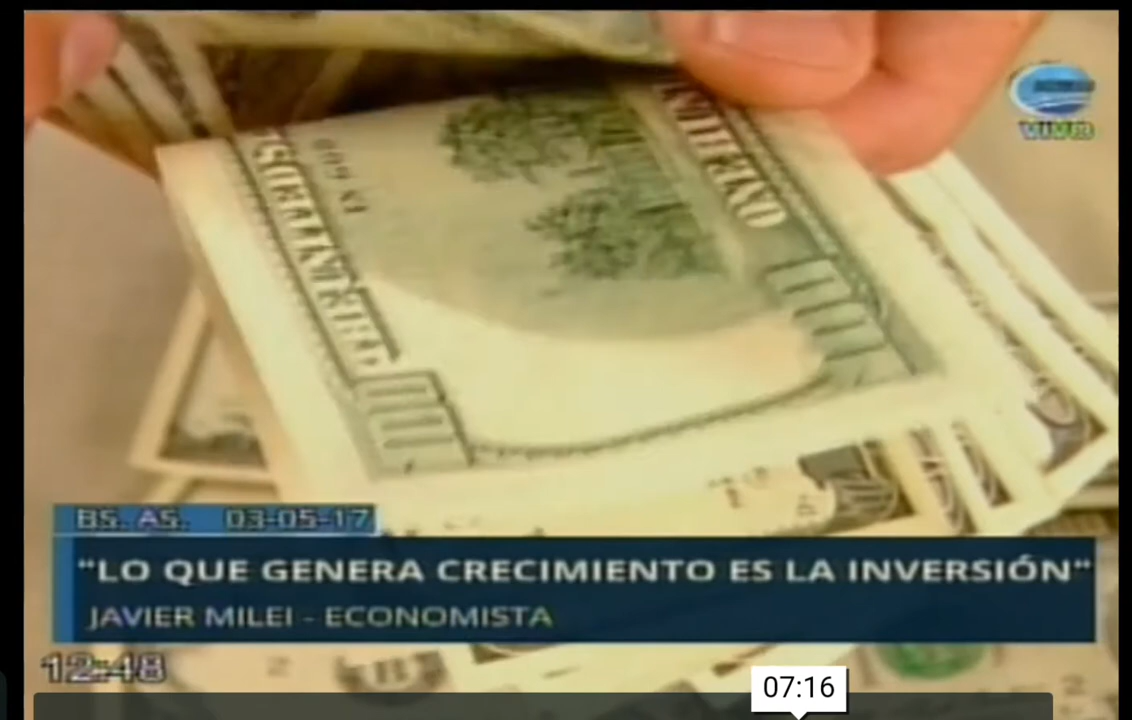 VIVO
BS. AS. 03-05-17
"LO QUE GENERA CRECIMIENTO ES LA INVERSIÓN"
JAVIER MILEI - ECONOMISTA
12:48
07:16